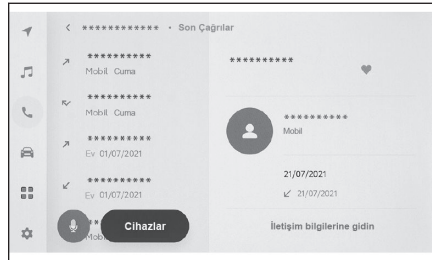 ************ • Son Çağrılar
**********
Mobil Cuma
**********
Mobil Cuma
**********
Ev 01/07/2021
**********
Ev 01/07/2021
Cihazlar
**********
**********
Mobil
21/07/2021
21/07/2021
İletişim bilgilerine gidin